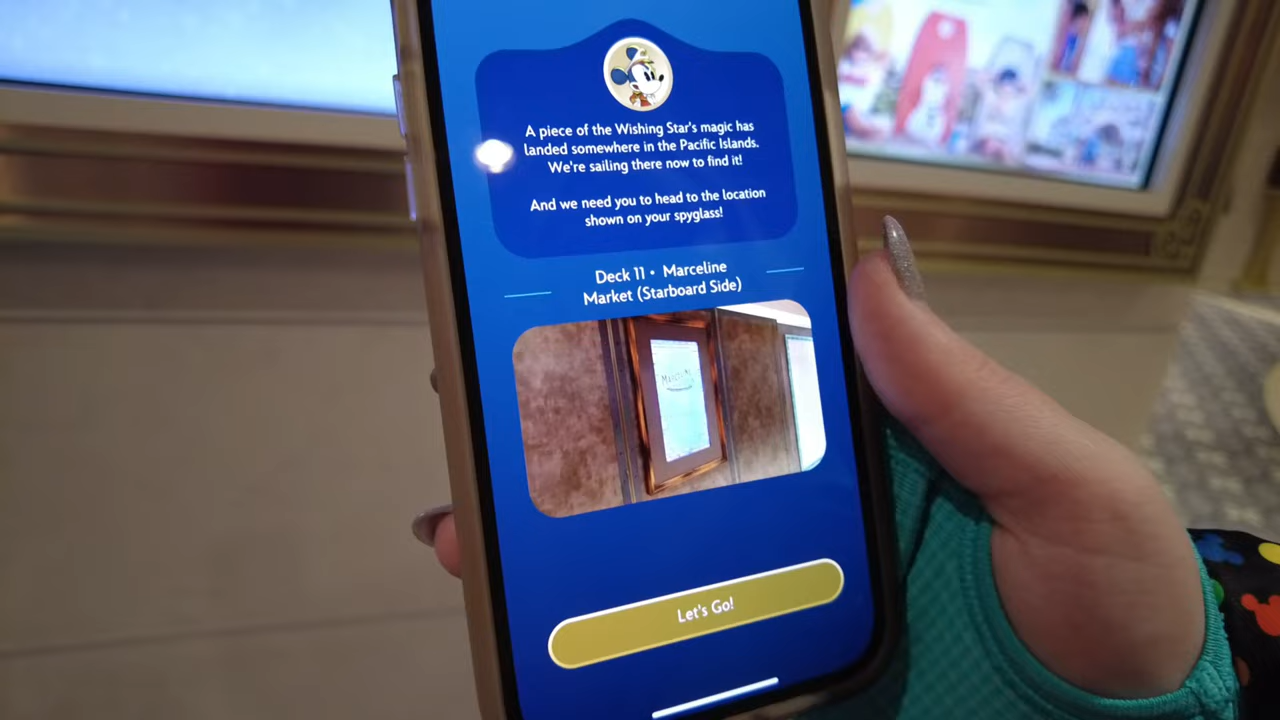 A piece of the Wishing Star's magic has
landed somewhere in the Pacific Islands.
We're sailing there now to find it!
And we need you to head to the location
shown on your spyglass!
Deck 11 • Marceline
Market (Starboard Side)
Let's Go!